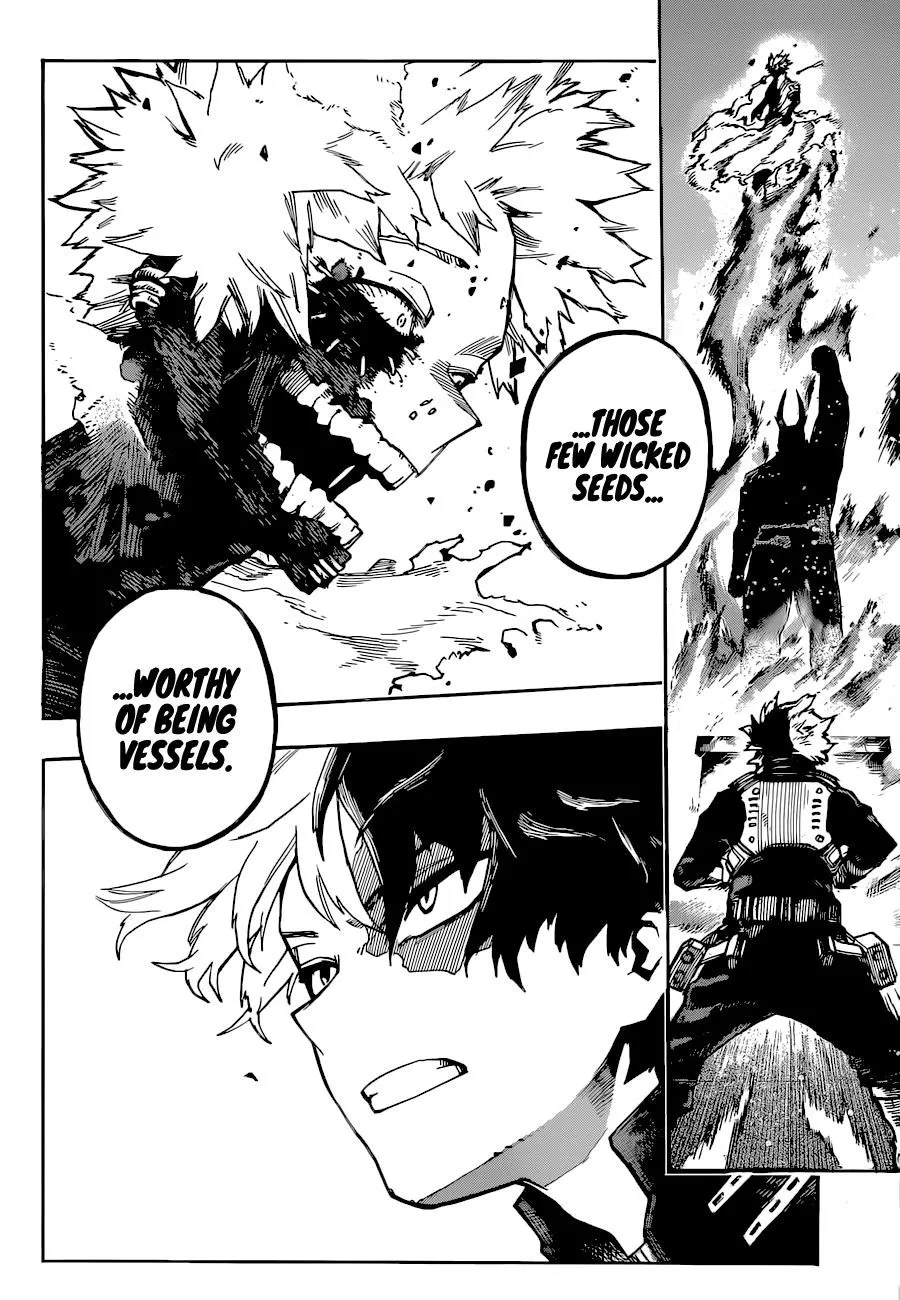 ...THOSE
FEW WICKED
SEEDS...
...WORTHY
OF BEING
VESSELS.